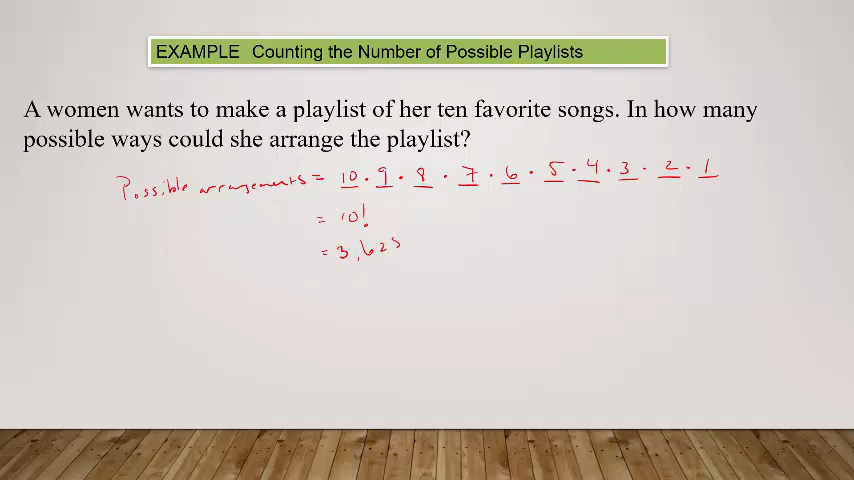 EXAMPLE Counting the Number of Possible Playlists
A women wants to make a playlist of her ten favorite songs. In how many
possible ways could she arrange the playlist?
Possible arrangements = 10 · 9 · 8 · 7 · 6 · 5 · 4 · 3 · 2 · 1
= 10!
= 3,625